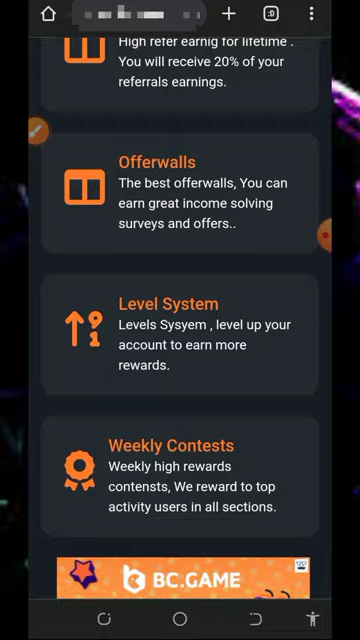 :D
High refer earnig for lifetime .
You will receive 20% of your
referrals earnings.
Offerwalls
The best offerwalls, You can
earn great income solving
surveys and offers..
Level System
Levels Sysyem , level up your
account to earn more
rewards.
Weekly Contests
Weekly high rewards
contensts, We reward to top
activity users in all sections.
BC.GAME